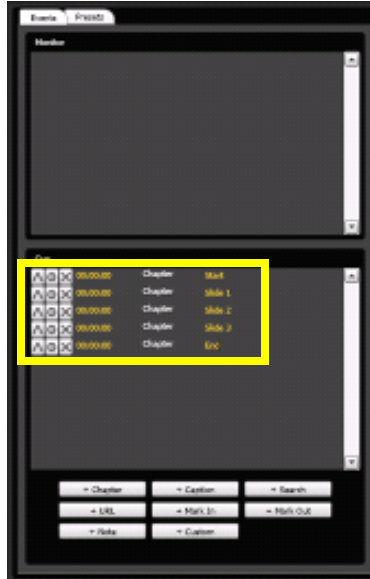 Events Presets
Monitor
Cue
00:00:00 Chapter Start
00:00:00 Chapter Slide 1
00:00:00 Chapter Slide 2
00:00:00 Chapter Slide 3
00:00:00 Chapter End
+ Chapter + Caption + Search
+ URL + Mark In + Mark Out
+ Note + Custom